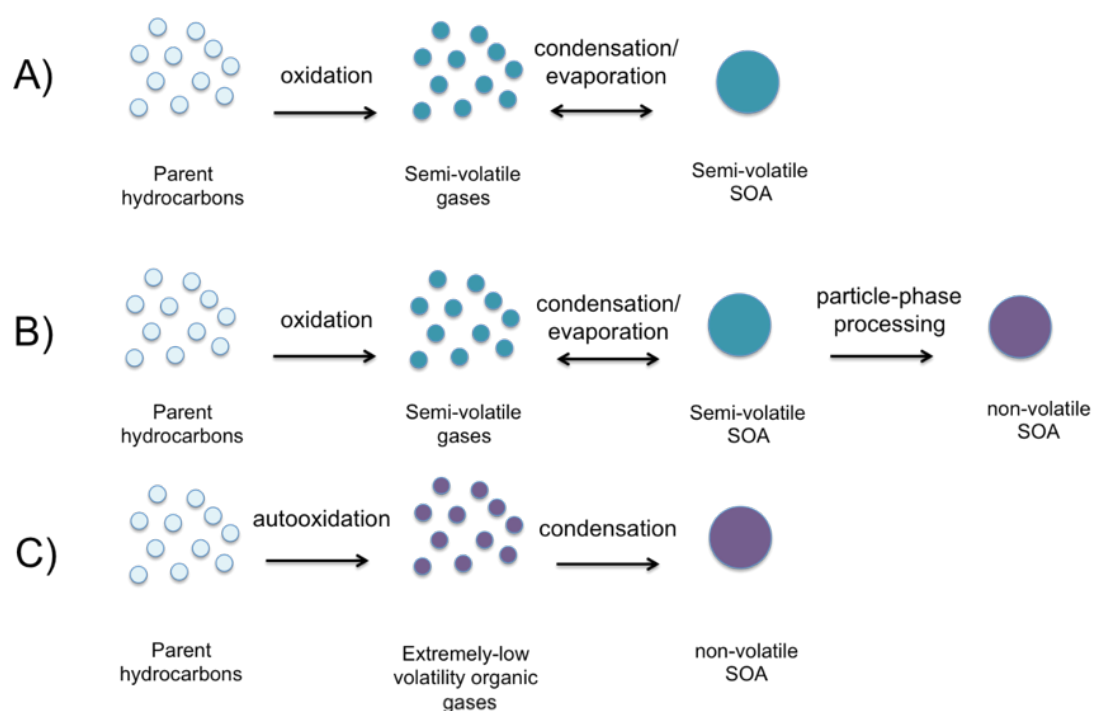 A)
oxidation
condensation/
evaporation
Parent
hydrocarbons
Semi-volatile
gases
Semi-volatile
SOA
B)
oxidation
condensation/
evaporation
particle-phase
processing
Parent
hydrocarbons
Semi-volatile
gases
Semi-volatile
SOA
non-volatile
SOA
C)
autooxidation
condensation
Parent
hydrocarbons
Extremely-low
volatility organic
gases
non-volatile
SOA